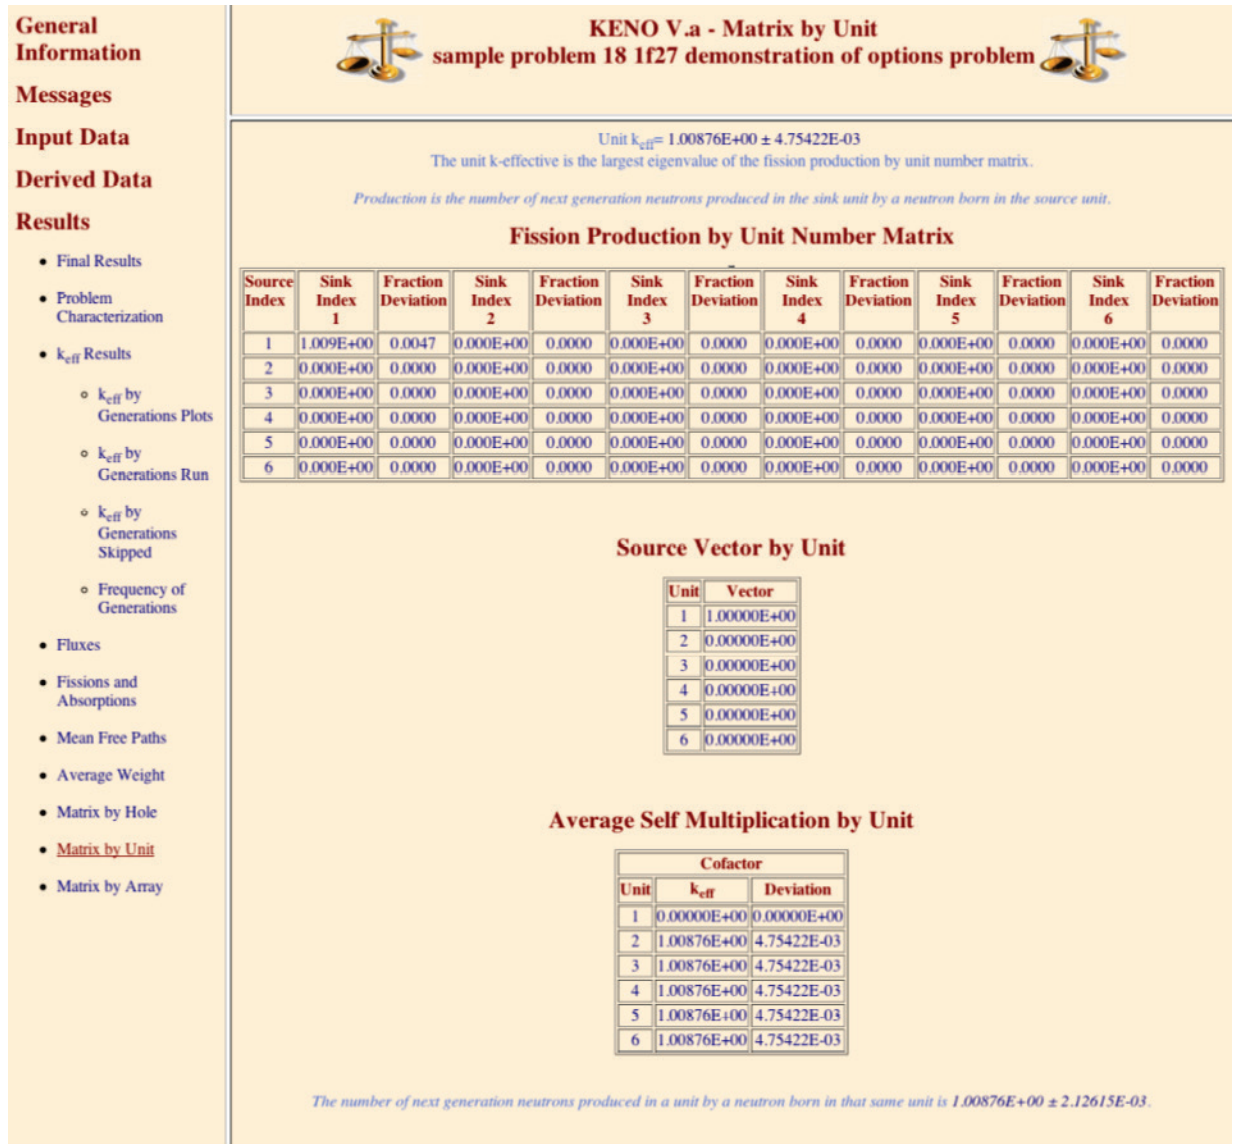 General
Information
Messages
Input Data
Derived Data
Results
• Final Results
• Problem
Characterization
• keff Results
◦ keff by
Generations Plots
◦ keff by
Generations Run
◦ keff by
Generations
Skipped
◦ Frequency of
Generations
• Fluxes
• Fissions and
Absorptions
• Mean Free Paths
• Average Weight
• Matrix by Hole
• Matrix by Unit
• Matrix by Array
KENO V.a - Matrix by Unit
sample problem 18 1f27 demonstration of options problem
Unit keff= 1.00876E+00 ± 4.75422E-03
The unit k-effective is the largest eigenvalue of the fission production by unit number matrix.
Production is the number of next generation neutrons produced in the sink unit by a neutron born in the source unit.
Fission Production by Unit Number Matrix
Source Sink Fraction Sink Fraction Sink Fraction Sink Fraction Sink Fraction Sink Fraction
Index Index Deviation Index Deviation Index Deviation Index Deviation Index Deviation Index Deviation
1 2 3 4 5 6
1 1.009E+00 0.0047 0.000E+00 0.0000 0.000E+00 0.0000 0.000E+00 0.0000 0.000E+00 0.0000 0.000E+00 0.0000
2 0.000E+00 0.0000 0.000E+00 0.0000 0.000E+00 0.0000 0.000E+00 0.0000 0.000E+00 0.0000 0.000E+00 0.0000
3 0.000E+00 0.0000 0.000E+00 0.0000 0.000E+00 0.0000 0.000E+00 0.0000 0.000E+00 0.0000 0.000E+00 0.0000
4 0.000E+00 0.0000 0.000E+00 0.0000 0.000E+00 0.0000 0.000E+00 0.0000 0.000E+00 0.0000 0.000E+00 0.0000
5 0.000E+00 0.0000 0.000E+00 0.0000 0.000E+00 0.0000 0.000E+00 0.0000 0.000E+00 0.0000 0.000E+00 0.0000
6 0.000E+00 0.0000 0.000E+00 0.0000 0.000E+00 0.0000 0.000E+00 0.0000 0.000E+00 0.0000 0.000E+00 0.0000
Source Vector by Unit
Unit Vector
1 1.00000E+00
2 0.00000E+00
3 0.00000E+00
4 0.00000E+00
5 0.00000E+00
6 0.00000E+00
Average Self Multiplication by Unit
Cofactor
Unit keff Deviation
1 0.00000E+00 0.00000E+00
2 1.00876E+00 4.75422E-03
3 1.00876E+00 4.75422E-03
4 1.00876E+00 4.75422E-03
5 1.00876E+00 4.75422E-03
6 1.00876E+00 4.75422E-03
The number of next generation neutrons produced in a unit by a neutron born in that same unit is 1.00876E+00 ± 2.12615E-03.